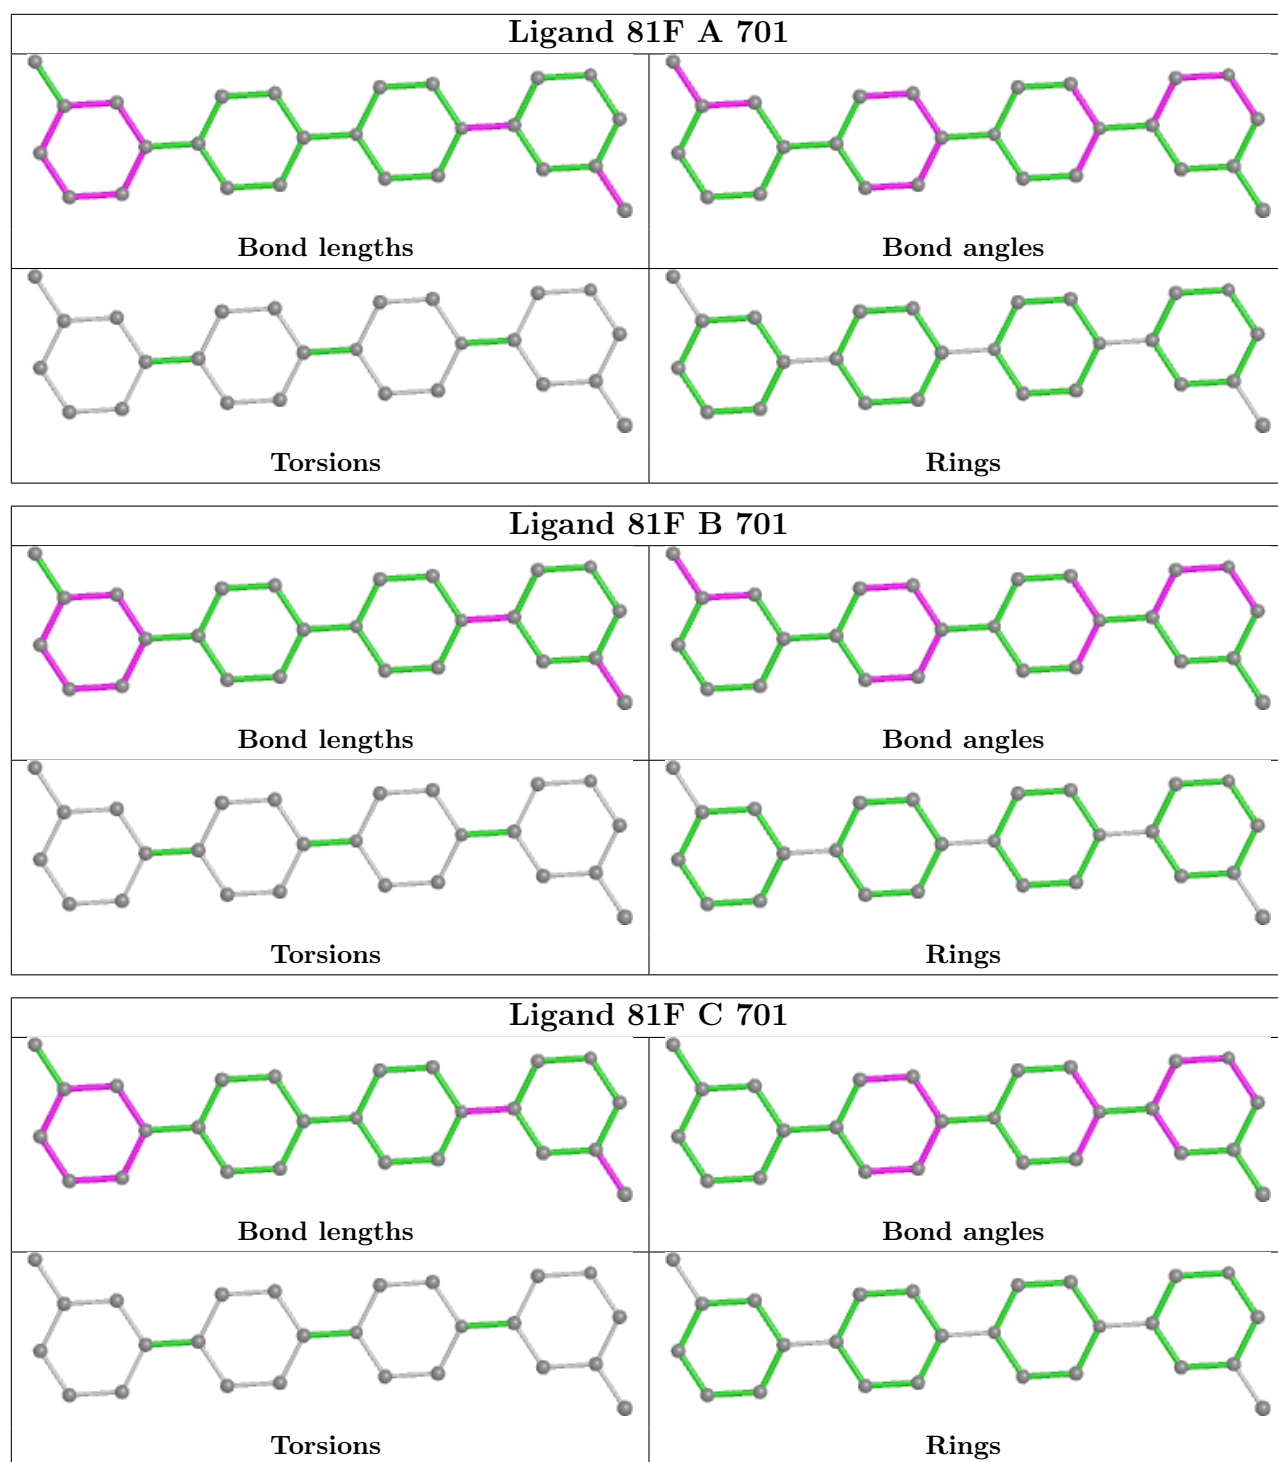 Ligand 81F A 701
Bond lengths
Bond angles
Torsions
Rings
Ligand 81F B 701
Bond lengths
Bond angles
Torsions
Rings
Ligand 81F C 701
Bond lengths
Bond angles
Torsions
Rings